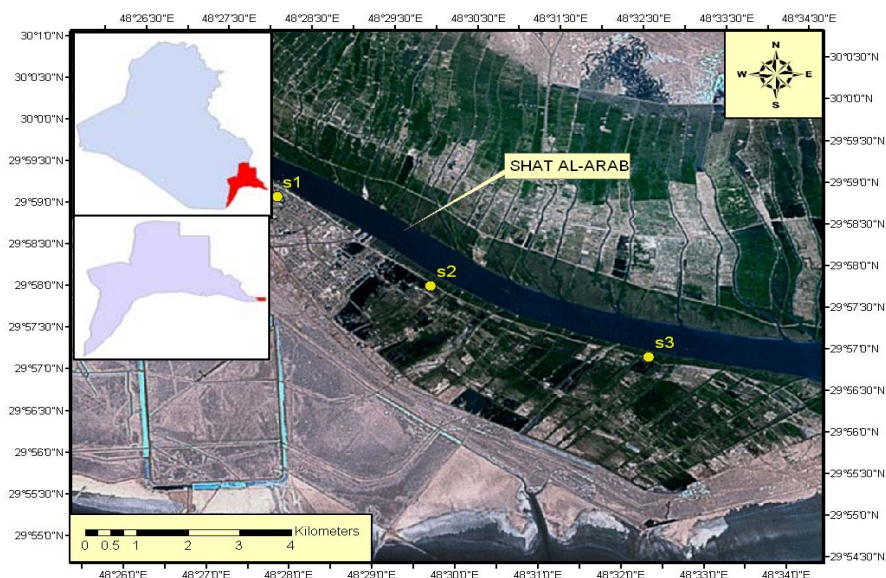 48°26'30"E 48°27'30"E 48°28'30"E 48°29'30"E 48°30'30"E 48°31'30"E 48°32'30"E 48°33'30"E 48°34'30"E
30°1'0"N
30°0'30"N
30°0'0"N
29°59'30"N
29°59'0"N
29°58'30"N
29°58'0"N
29°57'30"N
29°57'0"N
29°56'30"N
29°56'0"N
29°55'30"N
29°55'0"N
N
W E
S
SHAT AL-ARAB
s1
s2
s3
30°0'30"N
30°0'0"N
29°59'30"N
29°59'0"N
29°58'30"N
29°58'0"N
29°57'30"N
29°57'0"N
29°56'30"N
29°56'0"N
29°55'30"N
29°55'0"N
29°54'30"N
Kilometers
0 0.5 1 2 3 4
48°26'0"E 48°27'0"E 48°28'0"E 48°29'0"E 48°30'0"E 48°31'0"E 48°32'0"E 48°33'0"E 48°34'0"E